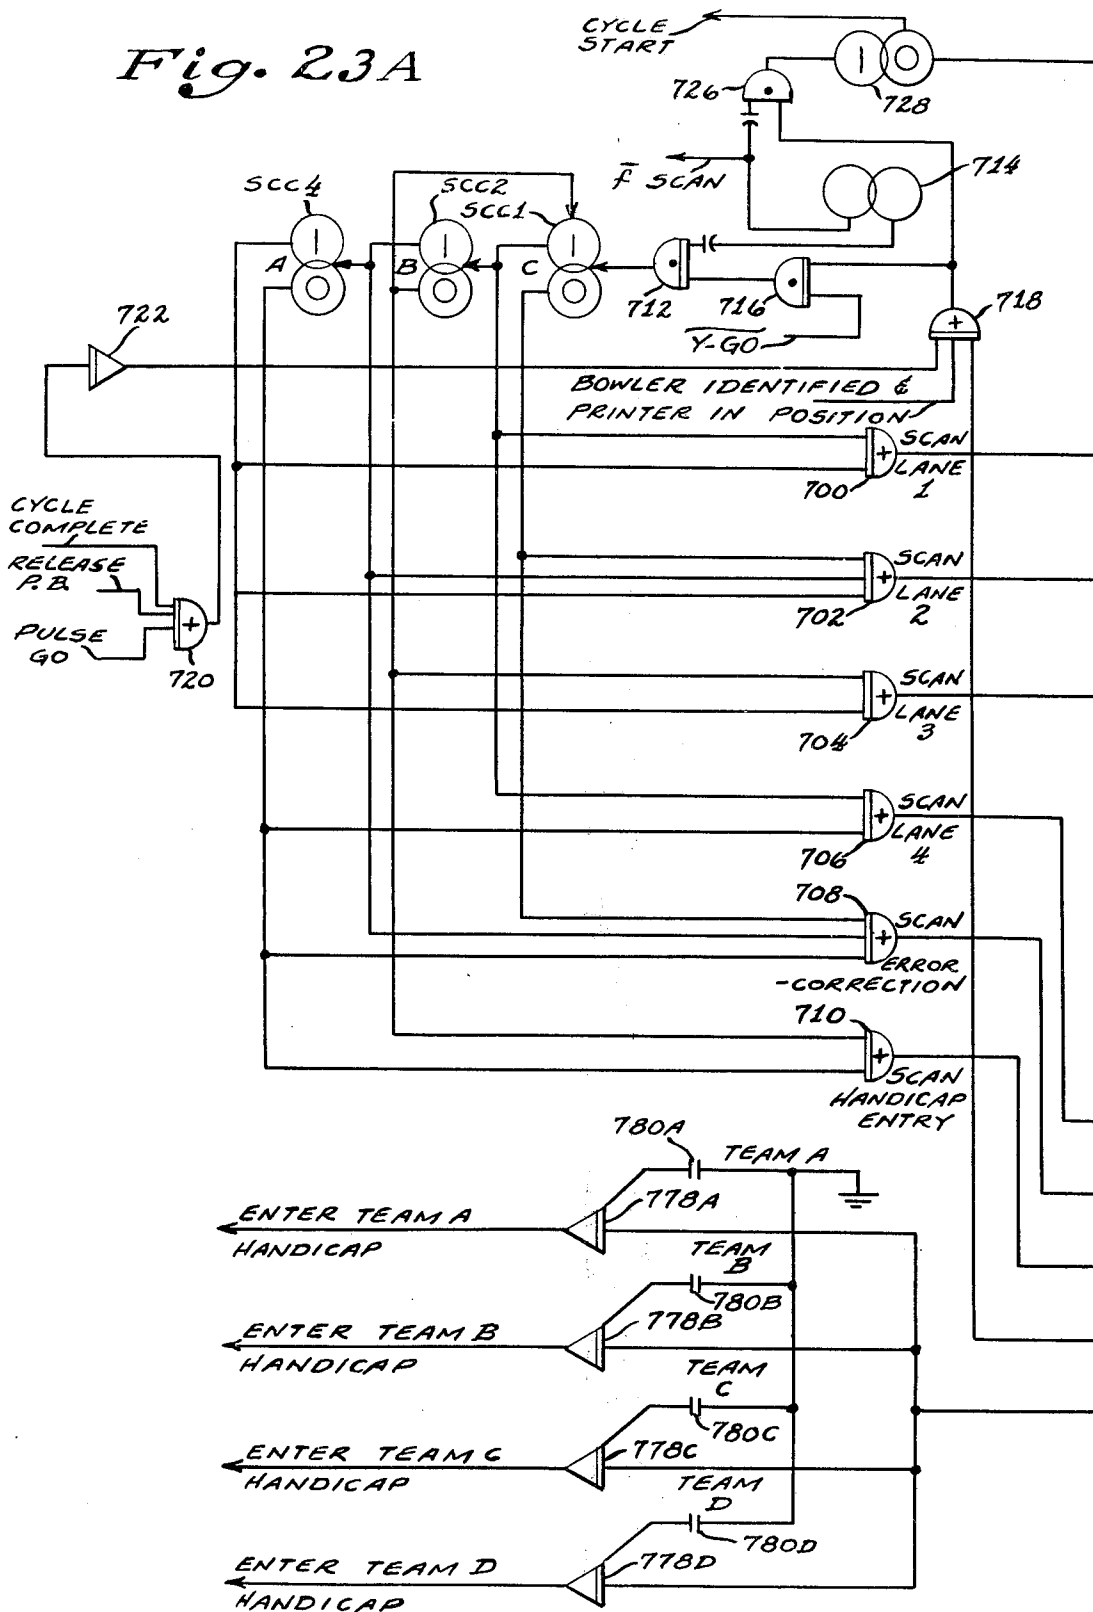 Fig. 23A
CYCLE
START
726
728
714
f̄ SCAN
SCC4
SCC2
SCC1
A
B
C
712
716
718
Y-GO
722
BOWLER IDENTIFIED &
PRINTER IN POSITION
SCAN
LANE
1
700
CYCLE
COMPLETE
RELEASE
P.B.
PULSE
GO
720
SCAN
LANE
2
702
SCAN
LANE
3
704
SCAN
LANE
4
706
708
SCAN
ERROR
-CORRECTION
710
SCAN
HANDICAP
ENTRY
780A
TEAM A
778A
ENTER TEAM A
HANDICAP
TEAM
B
780B
778B
ENTER TEAM B
HANDICAP
TEAM
C
780C
778C
ENTER TEAM C
HANDICAP
TEAM
D
780D
778D
ENTER TEAM D
HANDICAP